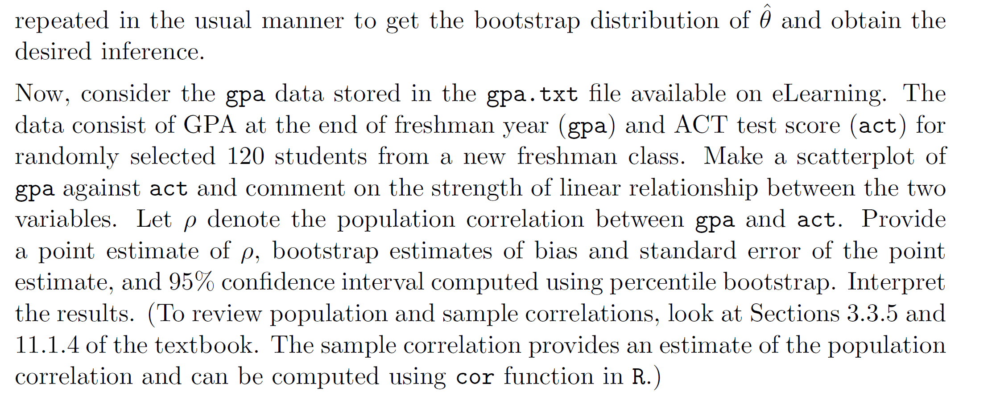 repeated in the usual manner to get the bootstrap distribution of θ̂ and obtain the
desired inference.
Now, consider the gpa data stored in the gpa.txt file available on eLearning. The
data consist of GPA at the end of freshman year (gpa) and ACT test score (act) for
randomly selected 120 students from a new freshman class. Make a scatterplot of
gpa against act and comment on the strength of linear relationship between the two
variables. Let ρ denote the population correlation between gpa and act. Provide
a point estimate of ρ, bootstrap estimates of bias and standard error of the point
estimate, and 95% confidence interval computed using percentile bootstrap. Interpret
the results. (To review population and sample correlations, look at Sections 3.3.5 and
11.1.4 of the textbook. The sample correlation provides an estimate of the population
correlation and can be computed using cor function in R.)